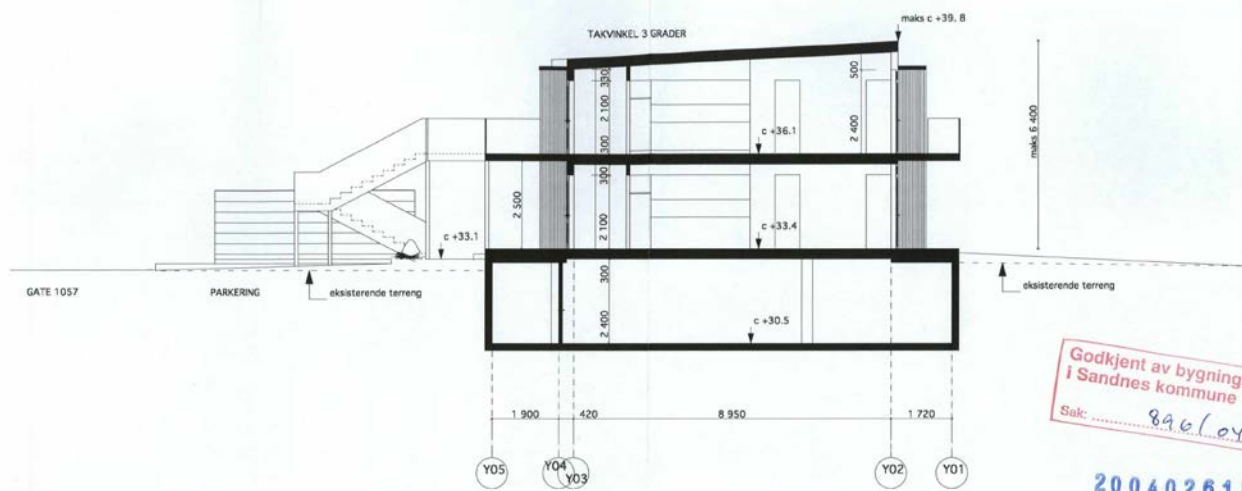 maks c +39. 8
TAKVINKEL 3 GRADER
330
2 100
300
500
2 400
c +36.1
maks 6 400
300
2 500
2 100
c +33.1
c +33.4
GATE 1057
PARKERING
eksisterende terreng
eksisterende terreng
300
2 400
c +30.5
1 900
420
8 950
1 720
Godkjent av bygning
i Sandnes kommune
Sak: 896/04
Y05
Y04
Y03
Y02
Y01
20040261